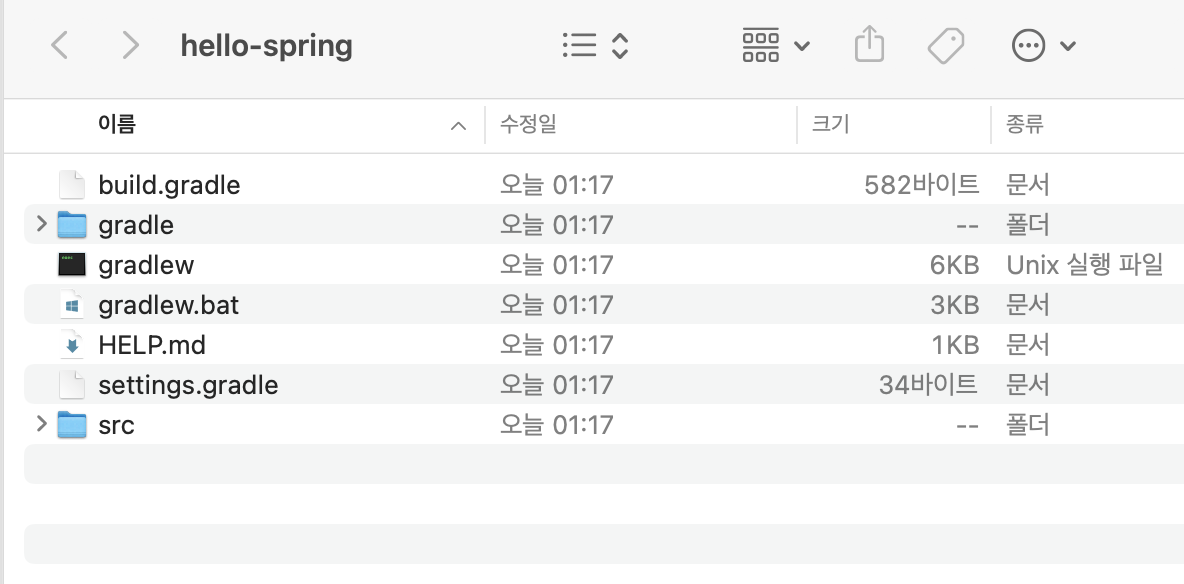 hello-spring
이름 수정일 크기 종류
build.gradle 오늘 01:17 582바이트 문서
gradle 오늘 01:17 -- 폴더
gradlew 오늘 01:17 6KB Unix 실행 파일
gradlew.bat 오늘 01:17 3KB 문서
HELP.md 오늘 01:17 1KB 문서
settings.gradle 오늘 01:17 34바이트 문서
src 오늘 01:17 -- 폴더